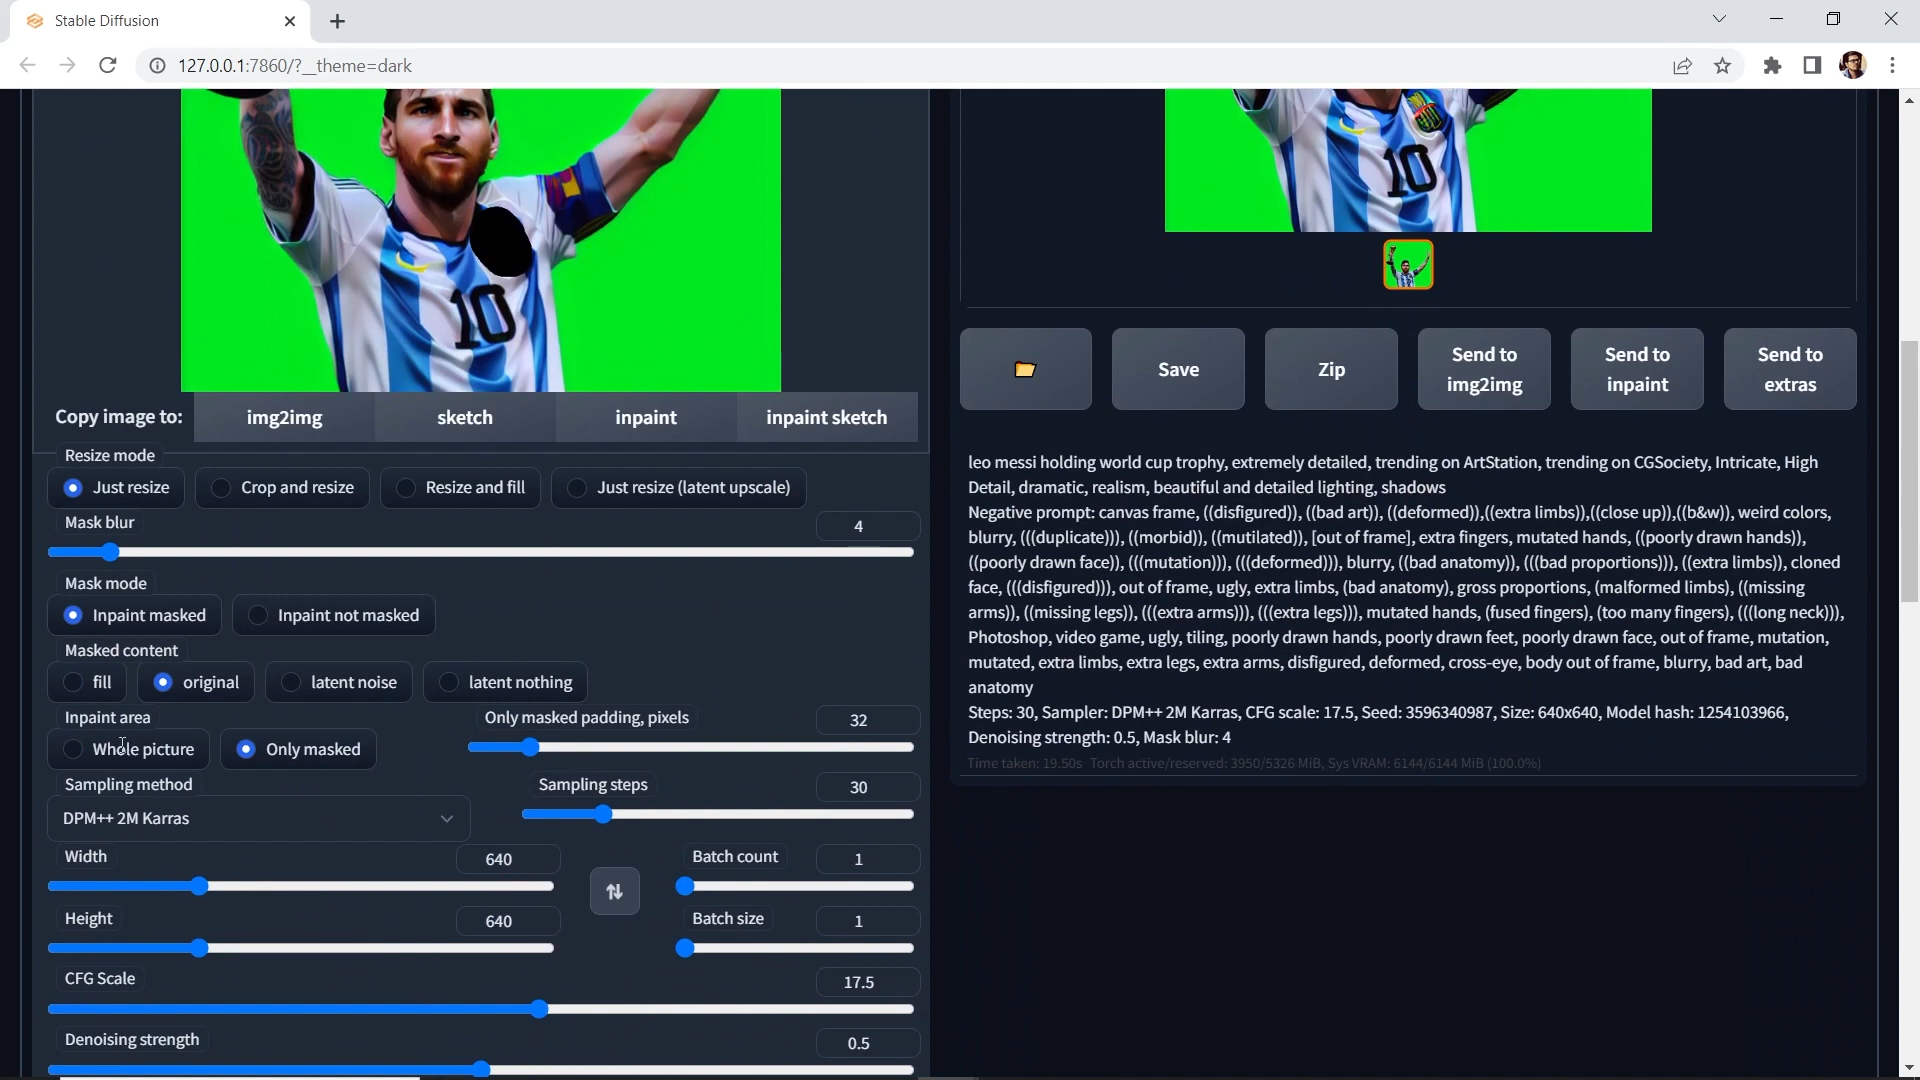 Stable Diffusion
127.0.0.1:7860/?__theme=dark
10
10
Copy image to:
img2img
sketch
inpaint
inpaint sketch
Resize mode
Just resize
Crop and resize
Resize and fill
Just resize (latent upscale)
Mask blur
4
Mask mode
Inpaint masked
Inpaint not masked
Masked content
fill
original
latent noise
latent nothing
Inpaint area
Whole picture
Only masked
Only masked padding, pixels
32
Sampling method
DPM++ 2M Karras
Sampling steps
30
Width
640
Batch count
1
Height
640
Batch size
1
CFG Scale
17.5
Denoising strength
0.5
Save
Zip
Send to
img2img
Send to
inpaint
Send to
extras
leo messi holding world cup trophy, extremely detailed, trending on ArtStation, trending on CGSociety, Intricate, High
Detail, dramatic, realism, beautiful and detailed lighting, shadows
Negative prompt: canvas frame, ((disfigured)), ((bad art)), ((deformed)),((extra limbs)),((close up)),((b&w)), weird colors,
blurry, (((duplicate))), ((morbid)), ((mutilated)), [out of frame], extra fingers, mutated hands, ((poorly drawn hands)),
((poorly drawn face)), (((mutation))), (((deformed))), blurry, ((bad anatomy)), (((bad proportions))), ((extra limbs)), cloned
face, (((disfigured))), out of frame, ugly, extra limbs, (bad anatomy), gross proportions, (malformed limbs), ((missing
arms)), ((missing legs)), (((extra arms))), (((extra legs))), mutated hands, (fused fingers), (too many fingers), (((long neck))),
Photoshop, video game, ugly, tiling, poorly drawn hands, poorly drawn feet, poorly drawn face, out of frame, mutation,
mutated, extra limbs, extra legs, extra arms, disfigured, deformed, cross-eye, body out of frame, blurry, bad art, bad
anatomy
Steps: 30, Sampler: DPM++ 2M Karras, CFG scale: 17.5, Seed: 3596340987, Size: 640x640, Model hash: 1254103966,
Denoising strength: 0.5, Mask blur: 4
Time taken: 19.50s Torch active/reserved: 3950/5326 MiB, Sys VRAM: 6144/6144 MiB (100.0%)